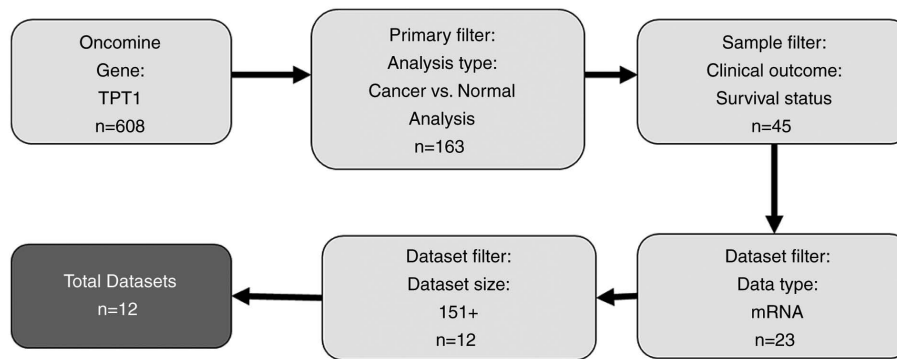 Oncomine
Gene:
TPT1
n=608
Primary filter:
Analysis type:
Cancer vs. Normal
Analysis
n=163
Sample filter:
Clinical outcome:
Survival status
n=45
Dataset filter:
Data type:
mRNA
n=23
Dataset filter:
Dataset size:
151+
n=12
Total Datasets
n=12